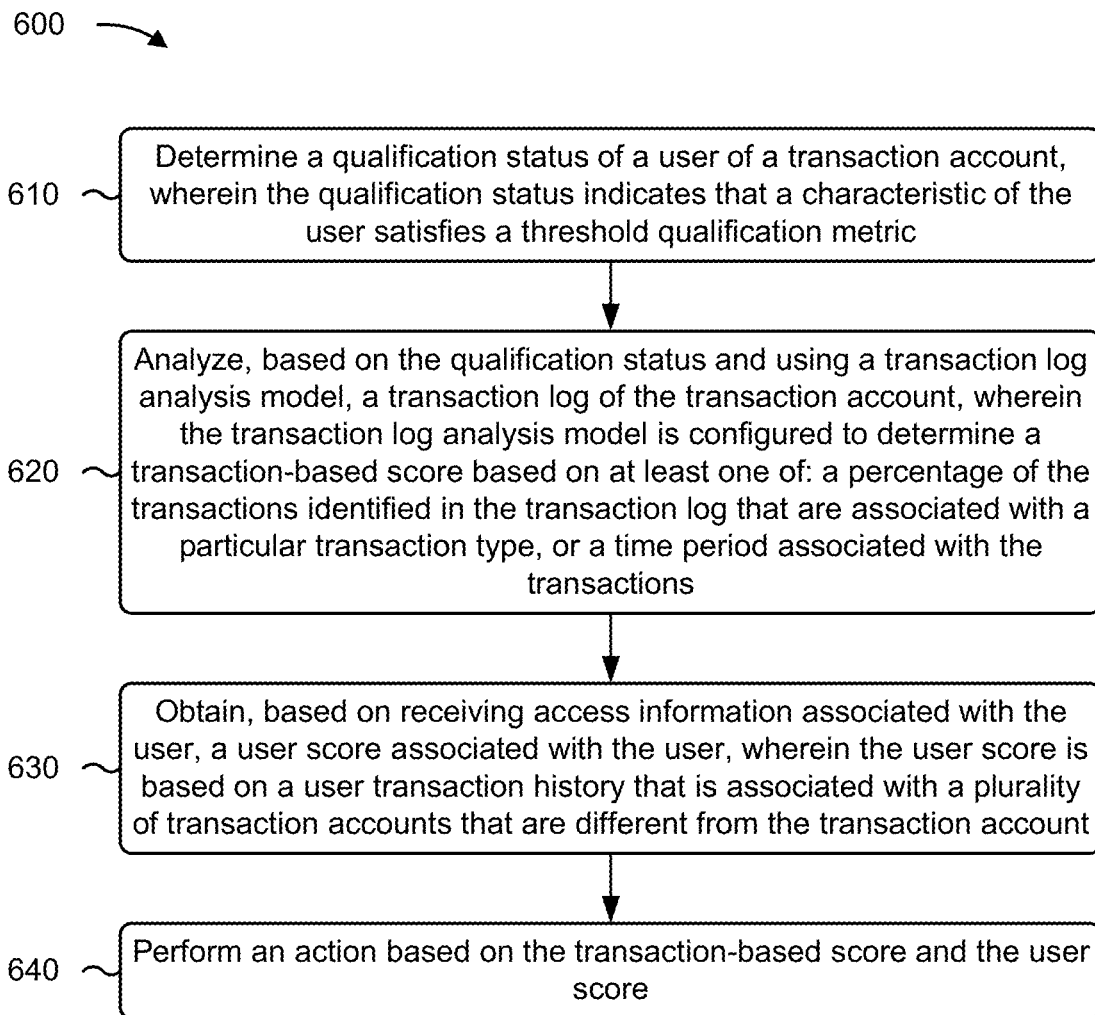 600
610
Determine a qualification status of a user of a transaction account,
wherein the qualification status indicates that a characteristic of the
user satisfies a threshold qualification metric
620
Analyze, based on the qualification status and using a transaction log
analysis model, a transaction log of the transaction account, wherein
the transaction log analysis model is configured to determine a
transaction-based score based on at least one of: a percentage of the
transactions identified in the transaction log that are associated with a
particular transaction type, or a time period associated with the
transactions
630
Obtain, based on receiving access information associated with the
user, a user score associated with the user, wherein the user score is
based on a user transaction history that is associated with a plurality
of transaction accounts that are different from the transaction account
640
Perform an action based on the transaction-based score and the user
score